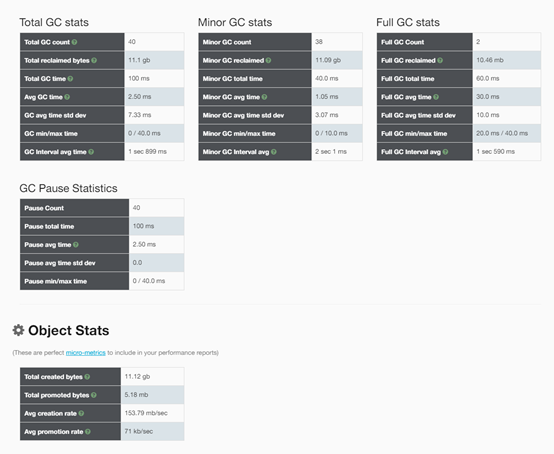 Total GC stats
Total GC count 40
Total reclaimed bytes 11.1 gb
Total GC time 100 ms
Avg GC time 2.50 ms
GC avg time std dev 7.33 ms
GC min/max time 0 / 40.0 ms
GC Interval avg time 1 sec 899 ms
Minor GC stats
Minor GC count 38
Minor GC reclaimed 11.09 gb
Minor GC total time 40.0 ms
Minor GC avg time 1.05 ms
Minor GC avg time std dev 3.07 ms
Minor GC min/max time 0 / 10.0 ms
Minor GC Interval avg 2 sec 1 ms
Full GC stats
Full GC Count 2
Full GC reclaimed 10.46 mb
Full GC total time 60.0 ms
Full GC avg time 30.0 ms
Full GC avg time std dev 10.0 ms
Full GC min/max time 20.0 ms / 40.0 ms
Full GC Interval avg 1 sec 590 ms
GC Pause Statistics
Pause Count 40
Pause total time 100 ms
Pause avg time 2.50 ms
Pause avg time std dev 0.0
Pause min/max time 0 / 40.0 ms
Object Stats
(These are perfect micro-metrics to include in your performance reports)
Total created bytes 11.12 gb
Total promoted bytes 5.18 mb
Avg creation rate 153.79 mb/sec
Avg promotion rate 71 kb/sec